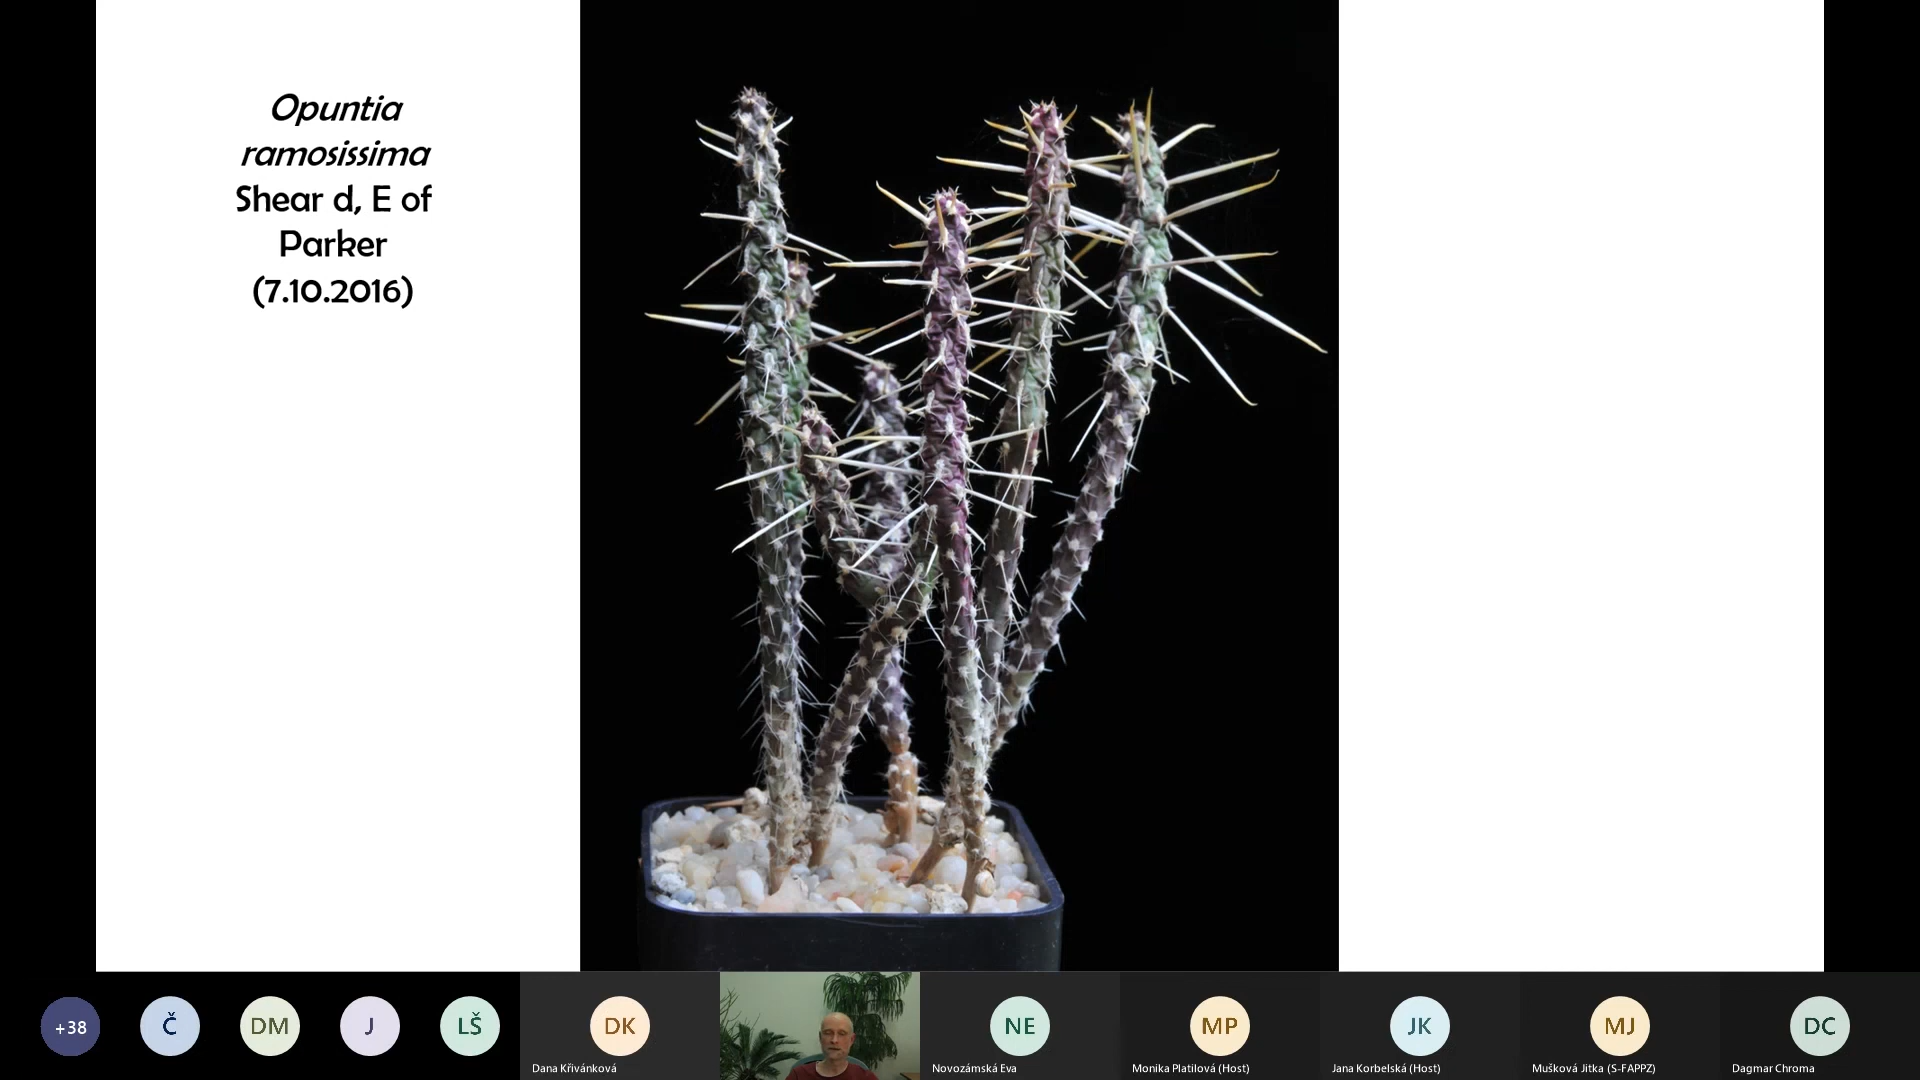 Opuntia
ramosissima
Shear d, E of
Parker
(7.10.2016)
+38
Č
DM
J
LŠ
DK
NE
MP
JK
MJ
DC
Dana Křivánková
Novozámská Eva
Monika Platilová (Host)
Jana Korbelská (Host)
Mušková Jitka (S-FAPPZ)
Dagmar Chroma